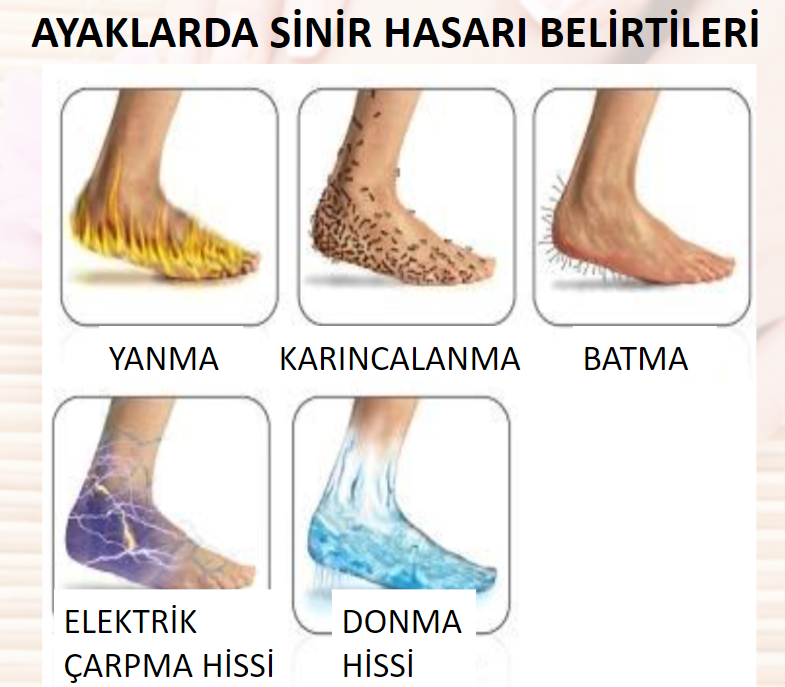 AYAKLARDA SİNİR HASARI BELİRTİLERİ
YANMA
KARINCALANMA
BATMA
ELEKTRİK
ÇARPMA HİSSİ
DONMA
HİSSİ